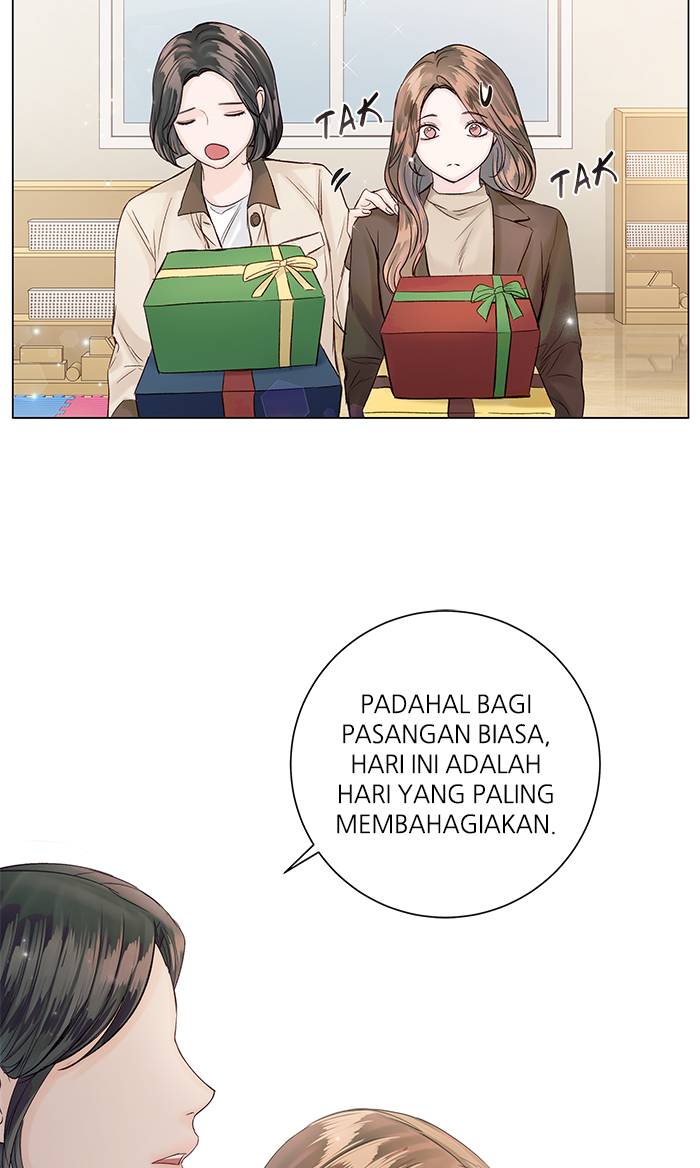 TAK
TAK
PADAHAL BAGI
PASANGAN BIASA,
HARI INI ADALAH
HARI YANG PALING
MEMBAHAGIAKAN.